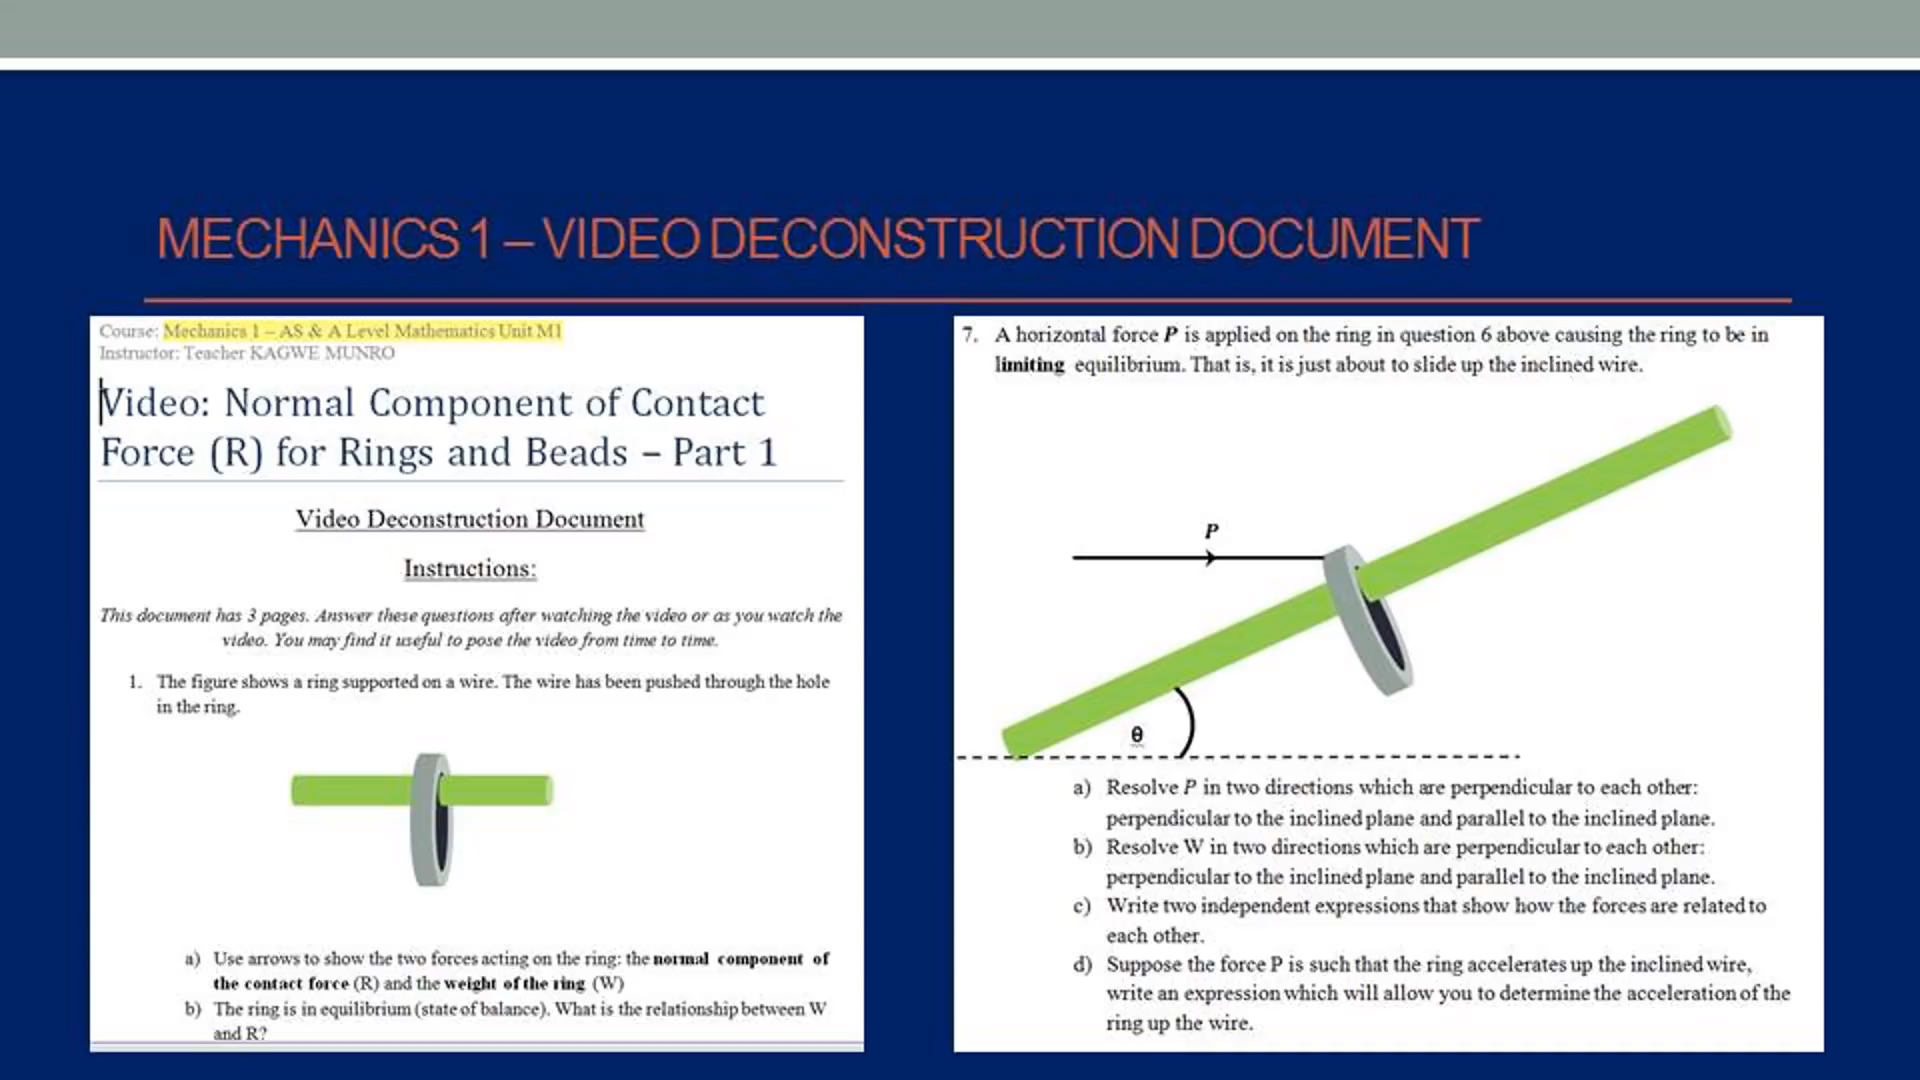 MECHANICS 1 – VIDEO DECONSTRUCTION DOCUMENT
Course: Mechanics 1 – AS & A Level Mathematics Unit M1
Instructor: Teacher KAGWE MUNRO
Video: Normal Component of Contact
Force (R) for Rings and Beads – Part 1
Video Deconstruction Document
Instructions:
This document has 3 pages. Answer these questions after watching the video or as you watch the
video. You may find it useful to pose the video from time to time.
1. The figure shows a ring supported on a wire. The wire has been pushed through the hole
in the ring.
a) Use arrows to show the two forces acting on the ring: the normal component of
the contact force (R) and the weight of the ring (W)
b) The ring is in equilibrium (state of balance). What is the relationship between W
and R?
7. A horizontal force P is applied on the ring in question 6 above causing the ring to be in
limiting equilibrium. That is, it is just about to slide up the inclined wire.
P
θ
a) Resolve P in two directions which are perpendicular to each other:
perpendicular to the inclined plane and parallel to the inclined plane.
b) Resolve W in two directions which are perpendicular to each other:
perpendicular to the inclined plane and parallel to the inclined plane.
c) Write two independent expressions that show how the forces are related to
each other.
d) Suppose the force P is such that the ring accelerates up the inclined wire,
write an expression which will allow you to determine the acceleration of the
ring up the wire.